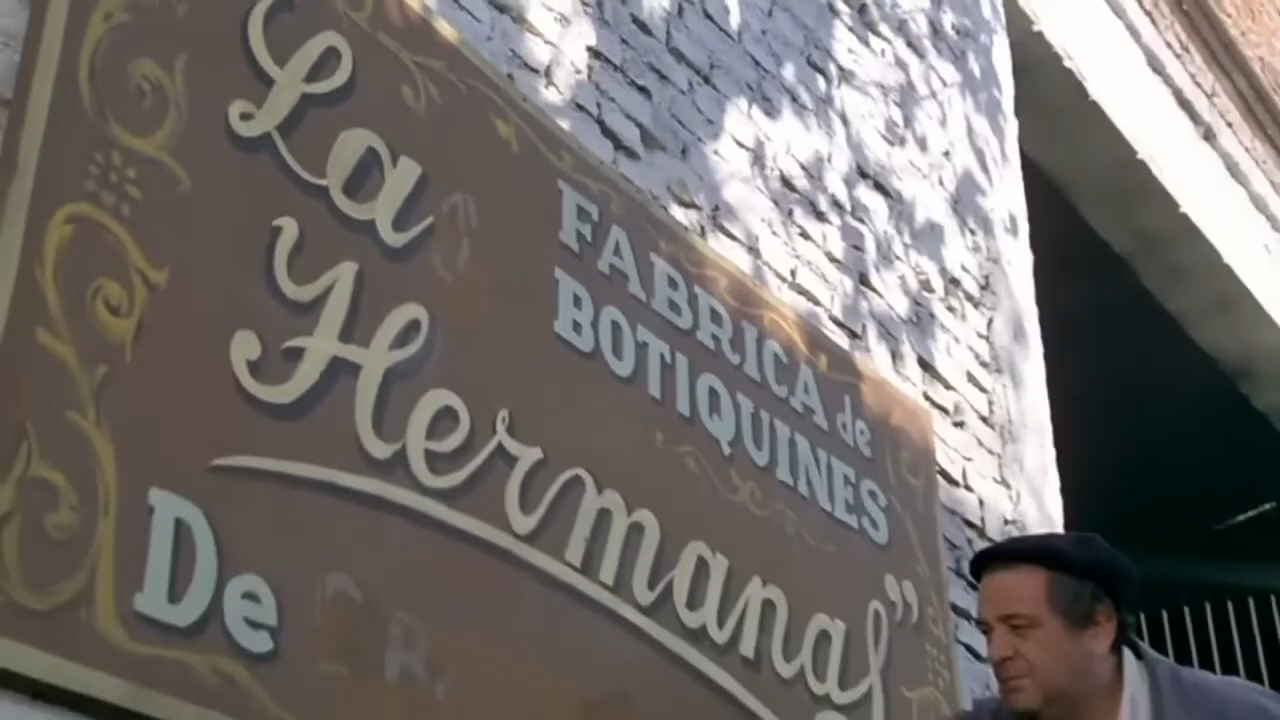 La
y Hermanas”
FABRICA de
BOTIQUINES
De